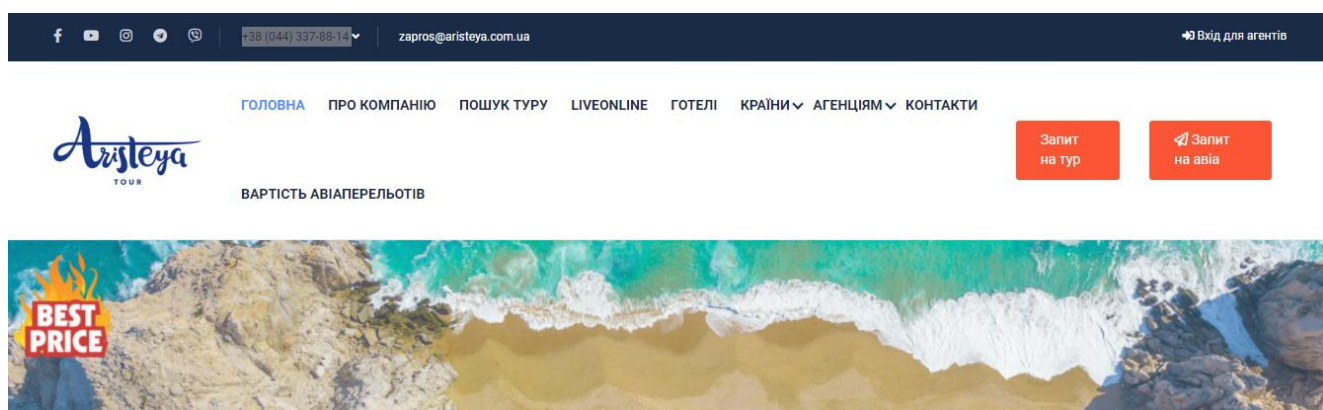 +38 (044) 337-88-14
zapros@aristeya.com.ua
Вхід для агентів
ГОЛОВНА ПРО КОМПАНІЮ ПОШУК ТУРУ LIVEONLINE ГОТЕЛІ КРАЇНИ АГЕНЦІЯМ КОНТАКТИ
ВАРТІСТЬ АВІАПЕРЕЛЬОТІВ
Aristeya
TOUR
Запит
на тур
Запит
на авіа
BEST
PRICE